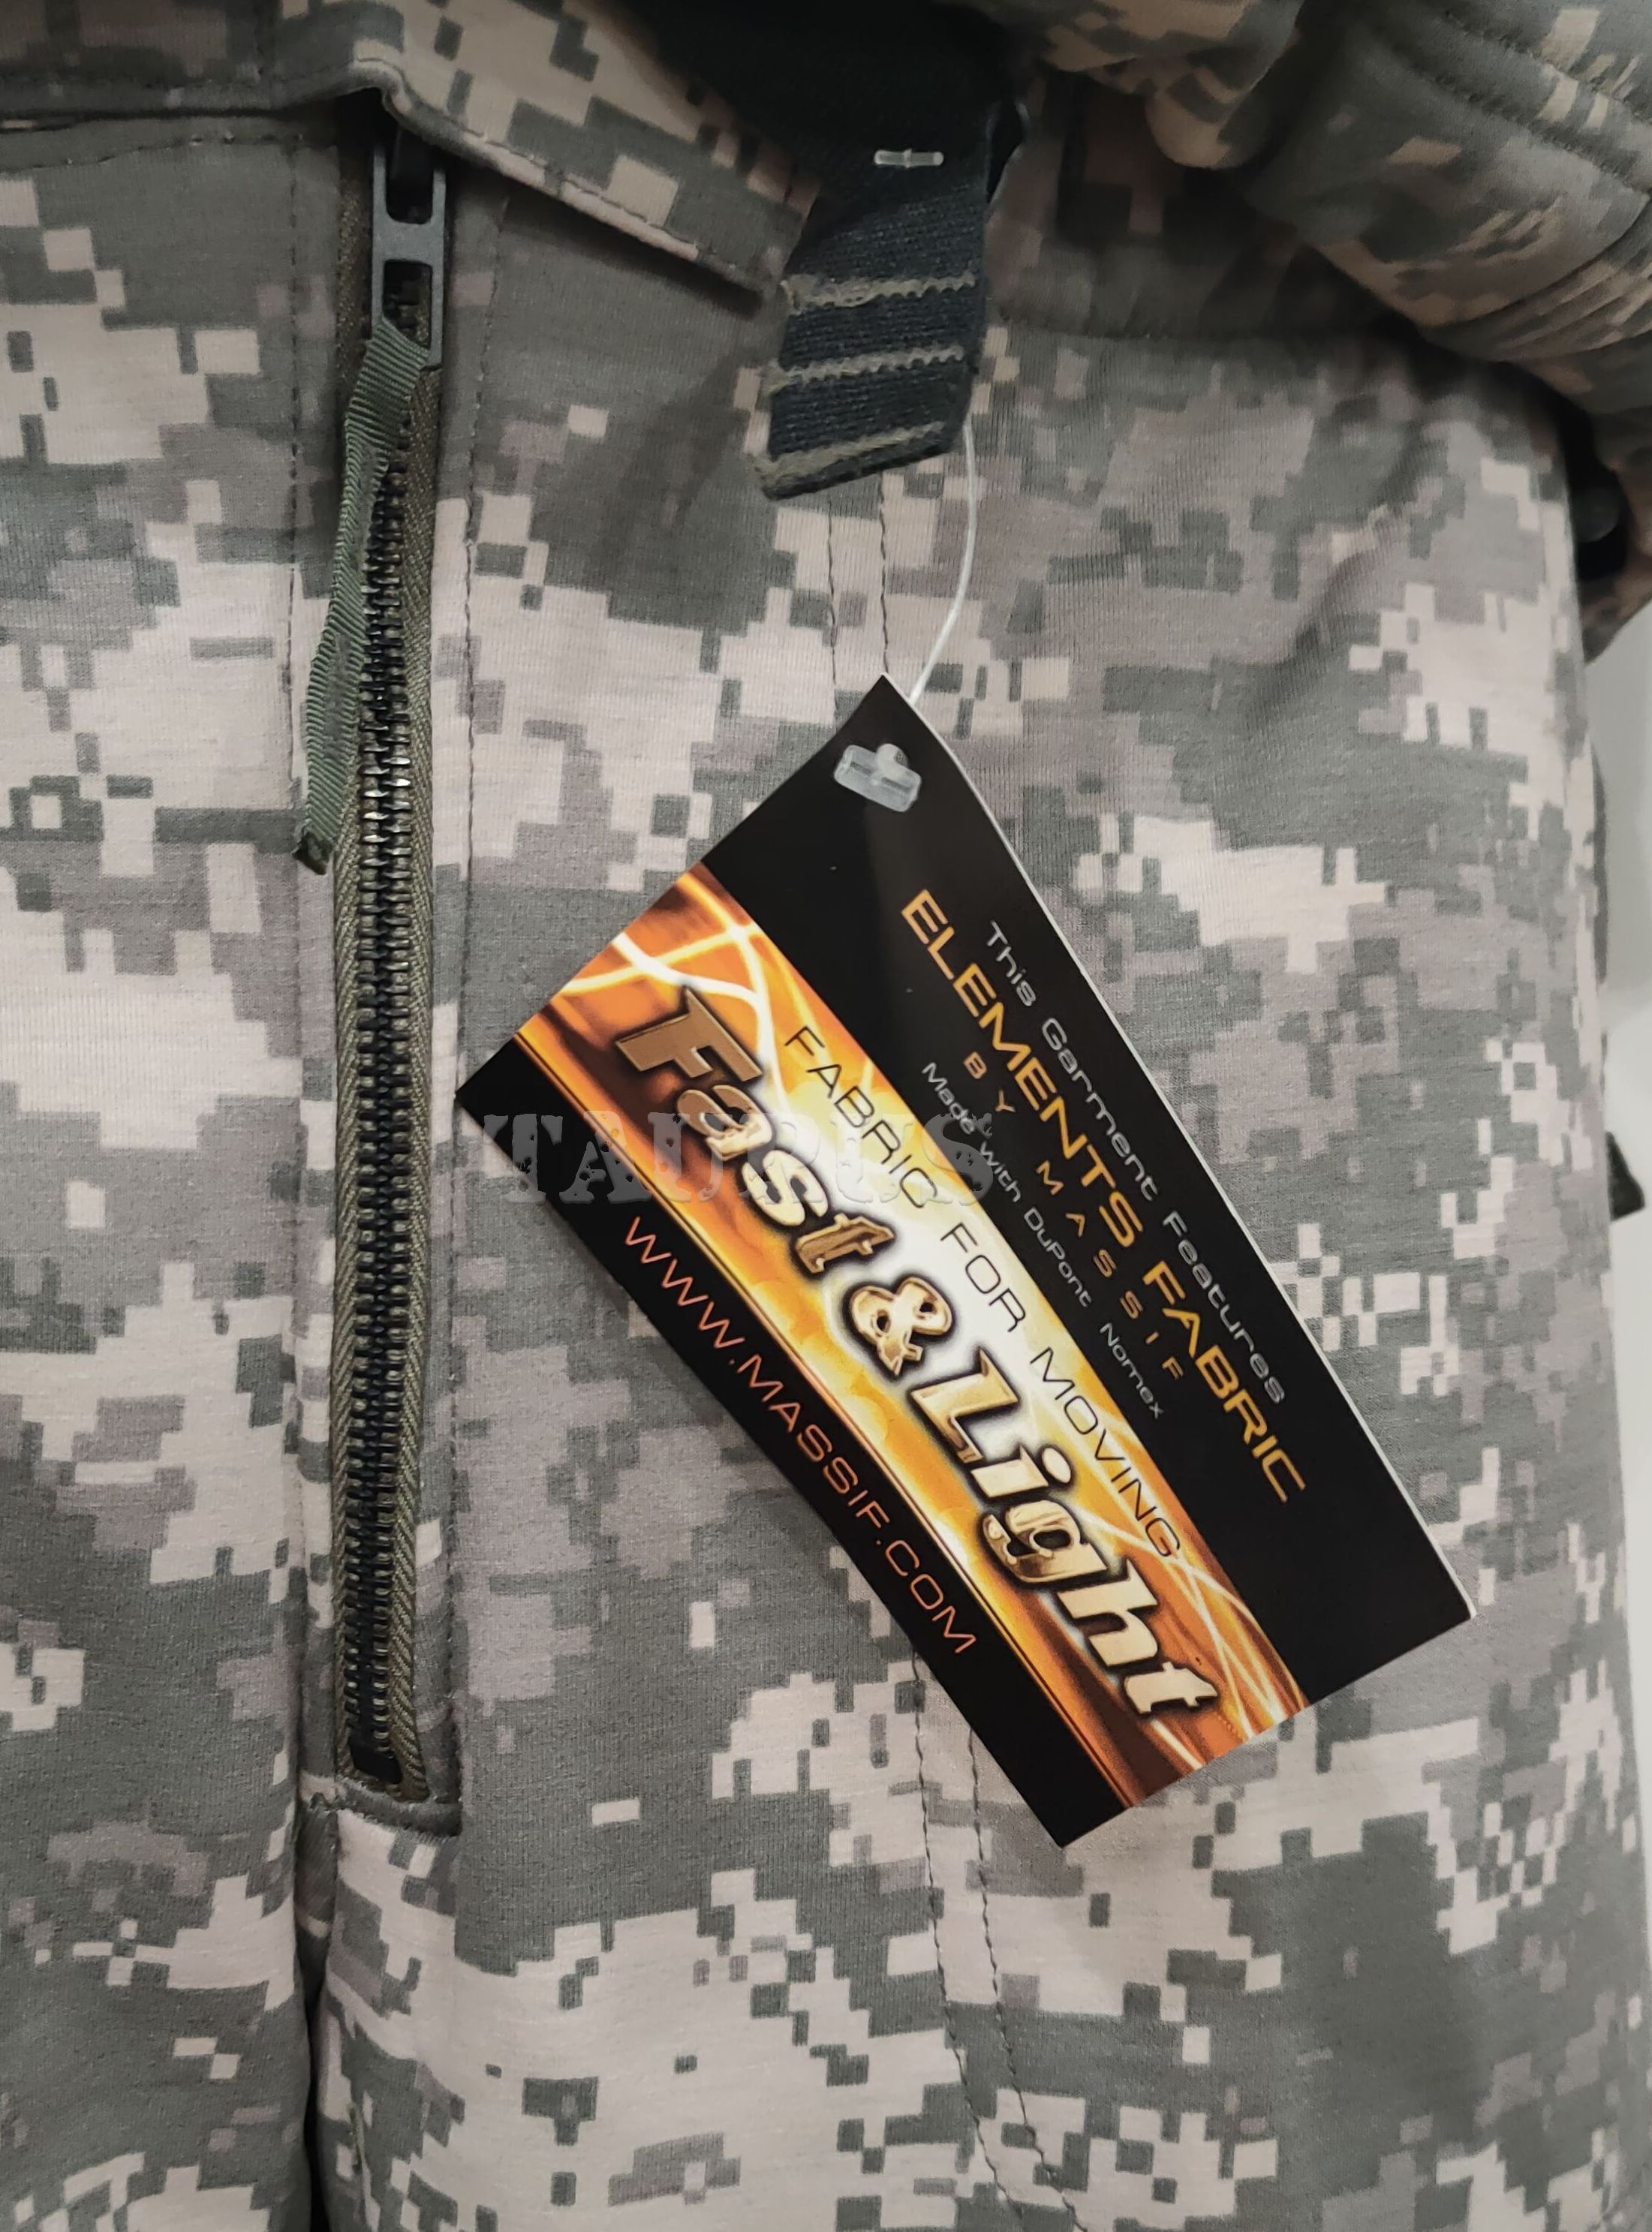 This Garment Features
ELEMENTS FABRIC
BY MASSIF
Made With DuPont Nomex
FABRIC FOR MOVING
Fast & Light
WWW.MASSIF.COM
TAURUS